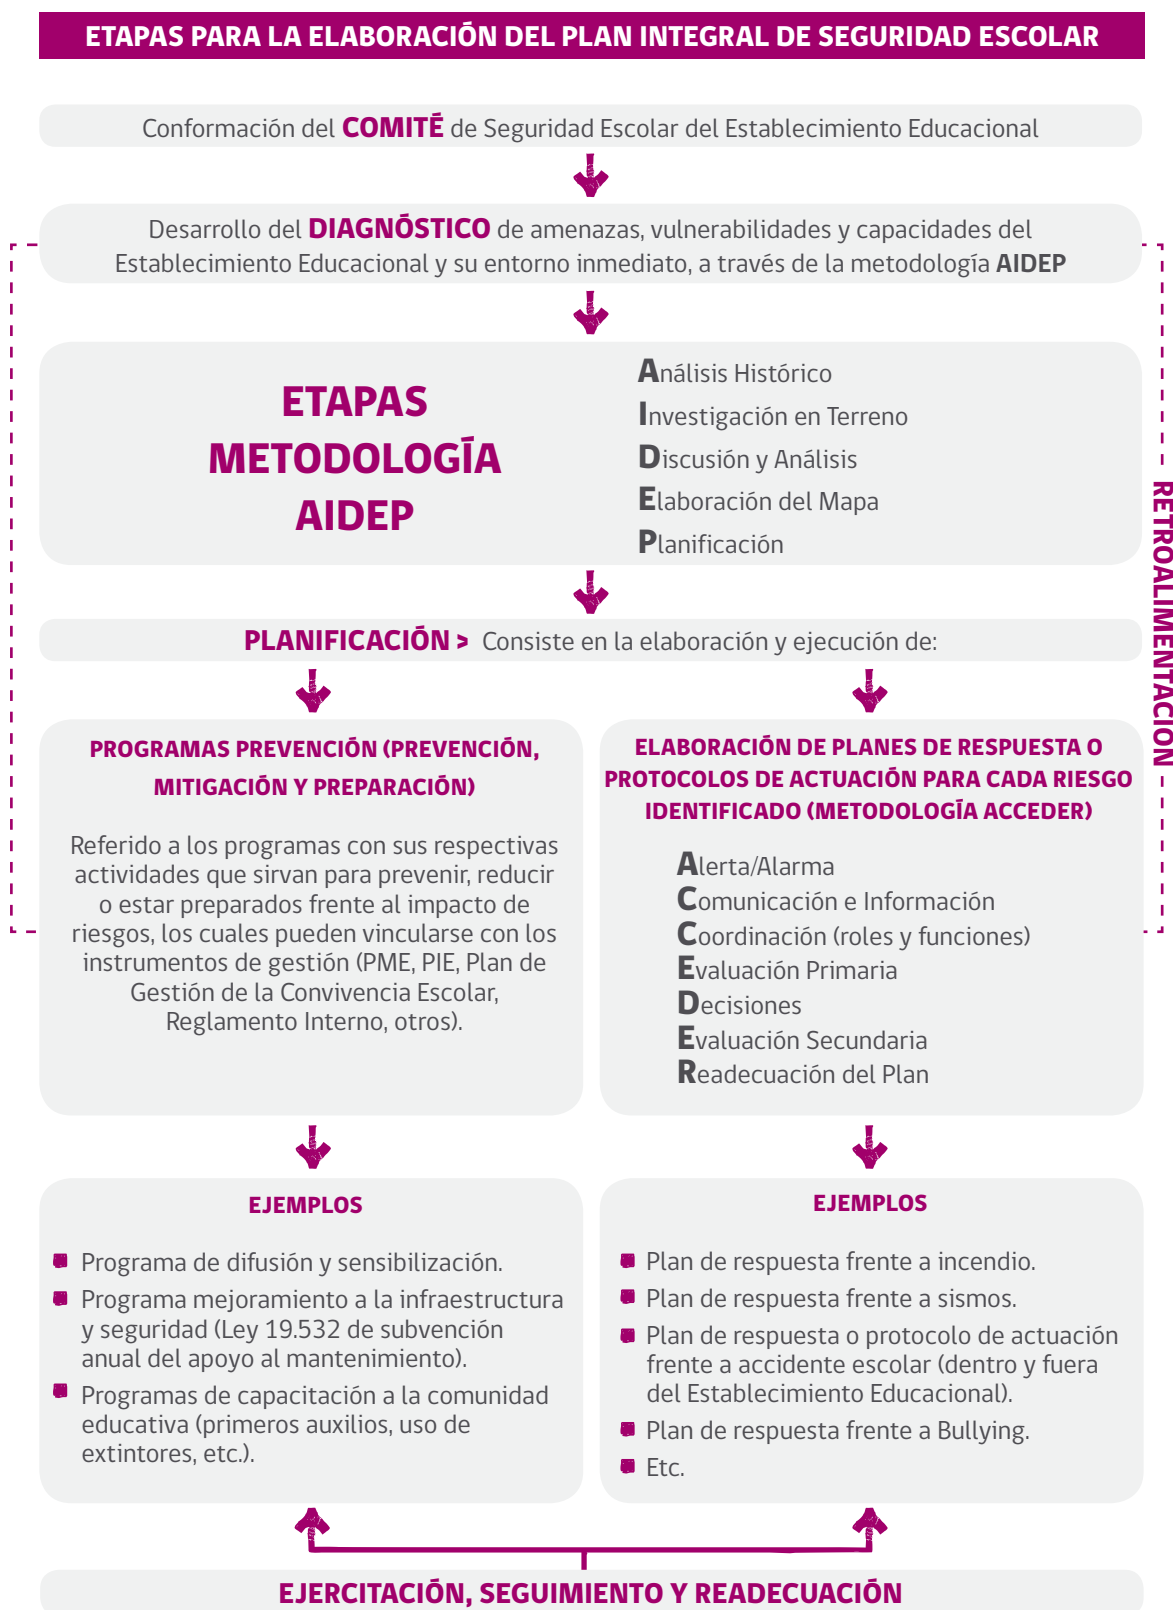 ETAPAS PARA LA ELABORACIÓN DEL PLAN INTEGRAL DE SEGURIDAD ESCOLAR
Conformación del COMITÉ de Seguridad Escolar del Establecimiento Educacional
Desarrollo del DIAGNÓSTICO de amenazas, vulnerabilidades y capacidades del
Establecimiento Educacional y su entorno inmediato, a través de la metodología AIDEP
ETAPAS
METODOLOGÍA
AIDEP
Análisis Histórico
Investigación en Terreno
Discusión y Análisis
Elaboración del Mapa
Planificación
RETROALIMENTACION
PLANIFICACIÓN > Consiste en la elaboración y ejecución de:
PROGRAMAS PREVENCIÓN (PREVENCIÓN,
MITIGACIÓN Y PREPARACIÓN)
Referido a los programas con sus respectivas
actividades que sirvan para prevenir, reducir
o estar preparados frente al impacto de
riesgos, los cuales pueden vincularse con los
instrumentos de gestión (PME, PIE, Plan de
Gestión de la Convivencia Escolar,
Reglamento Interno, otros).
ELABORACIÓN DE PLANES DE RESPUESTA O
PROTOCOLOS DE ACTUACIÓN PARA CADA RIESGO
IDENTIFICADO (METODOLOGÍA ACCEDER)
Alerta/Alarma
Comunicación e Información
Coordinación (roles y funciones)
Evaluación Primaria
Decisiones
Evaluación Secundaria
Readecuación del Plan
EJEMPLOS
Programa de difusión y sensibilización.
Programa mejoramiento a la infraestructura
y seguridad (Ley 19.532 de subvención
anual del apoyo al mantenimiento).
Programas de capacitación a la comunidad
educativa (primeros auxilios, uso de
extintores, etc.).
EJEMPLOS
Plan de respuesta frente a incendio.
Plan de respuesta frente a sismos.
Plan de respuesta o protocolo de actuación
frente a accidente escolar (dentro y fuera
del Establecimiento Educacional).
Plan de respuesta frente a Bullying.
Etc.
EJERCITACIÓN, SEGUIMIENTO Y READECUACIÓN